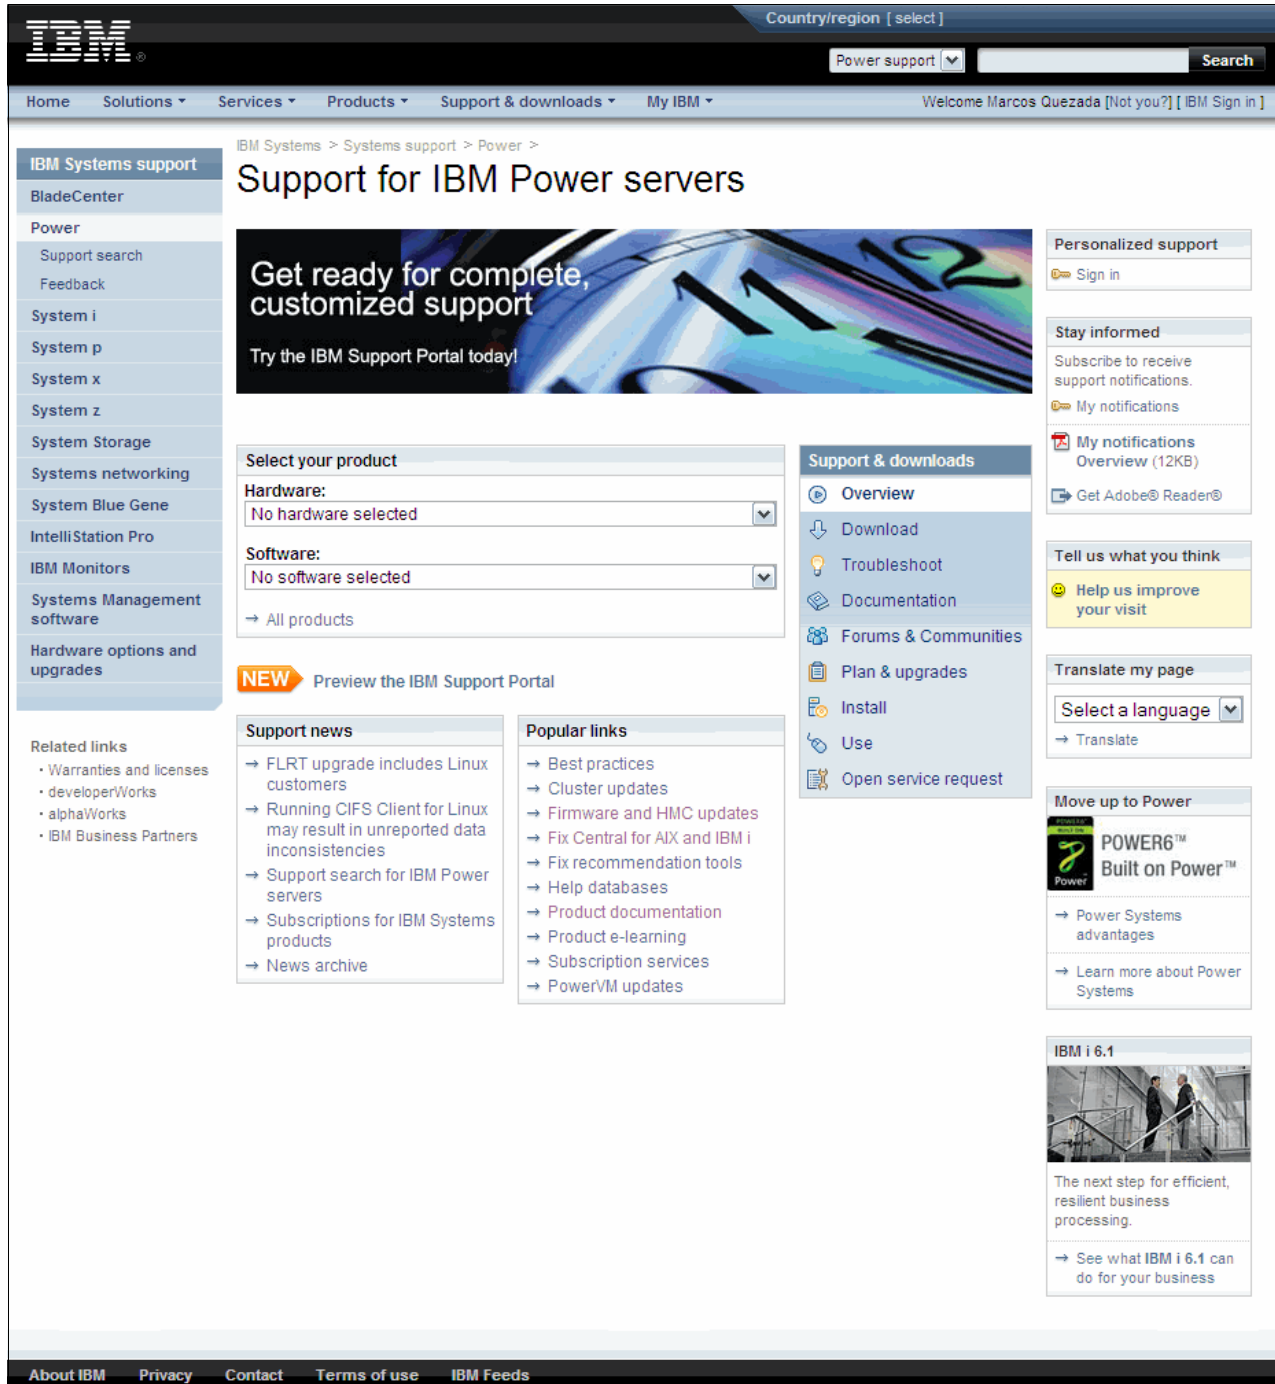 Country/region [ select ]
IBM ®
Power support
Search
Home Solutions Services Products Support & downloads My IBM Welcome Marcos Quezada [Not you?] [ IBM Sign in ]
IBM Systems > Systems support > Power >
Support for IBM Power servers
IBM Systems support
BladeCenter
Power
Support search
Feedback
System i
System p
System x
System z
System Storage
Systems networking
System Blue Gene
IntelliStation Pro
IBM Monitors
Systems Management
software
Hardware options and
upgrades
Related links
• Warranties and licenses
• developerWorks
• alphaWorks
• IBM Business Partners
Get ready for complete,
customized support
Try the IBM Support Portal today!
11 12
Select your product
Hardware:
No hardware selected
Software:
No software selected
→ All products
NEW Preview the IBM Support Portal
Support news
→ FLRT upgrade includes Linux
customers
→ Running CIFS Client for Linux
may result in unreported data
inconsistencies
→ Support search for IBM Power
servers
→ Subscriptions for IBM Systems
products
→ News archive
Popular links
→ Best practices
→ Cluster updates
→ Firmware and HMC updates
→ Fix Central for AIX and IBM i
→ Fix recommendation tools
→ Help databases
→ Product documentation
→ Product e-learning
→ Subscription services
→ PowerVM updates
Support & downloads
Overview
Download
Troubleshoot
Documentation
Forums & Communities
Plan & upgrades
Install
Use
Open service request
Personalized support
Sign in
Stay informed
Subscribe to receive
support notifications.
My notifications
My notifications
Overview (12KB)
Get Adobe® Reader®
Tell us what you think
Help us improve
your visit
Translate my page
Select a language
→ Translate
Move up to Power
POWER6
BUILT ON
Power
POWER6™
Built on Power™
→ Power Systems
advantages
→ Learn more about Power
Systems
IBM i 6.1
The next step for efficient,
resilient business
processing.
→ See what IBM i 6.1 can
do for your business
About IBM Privacy Contact Terms of use IBM Feeds